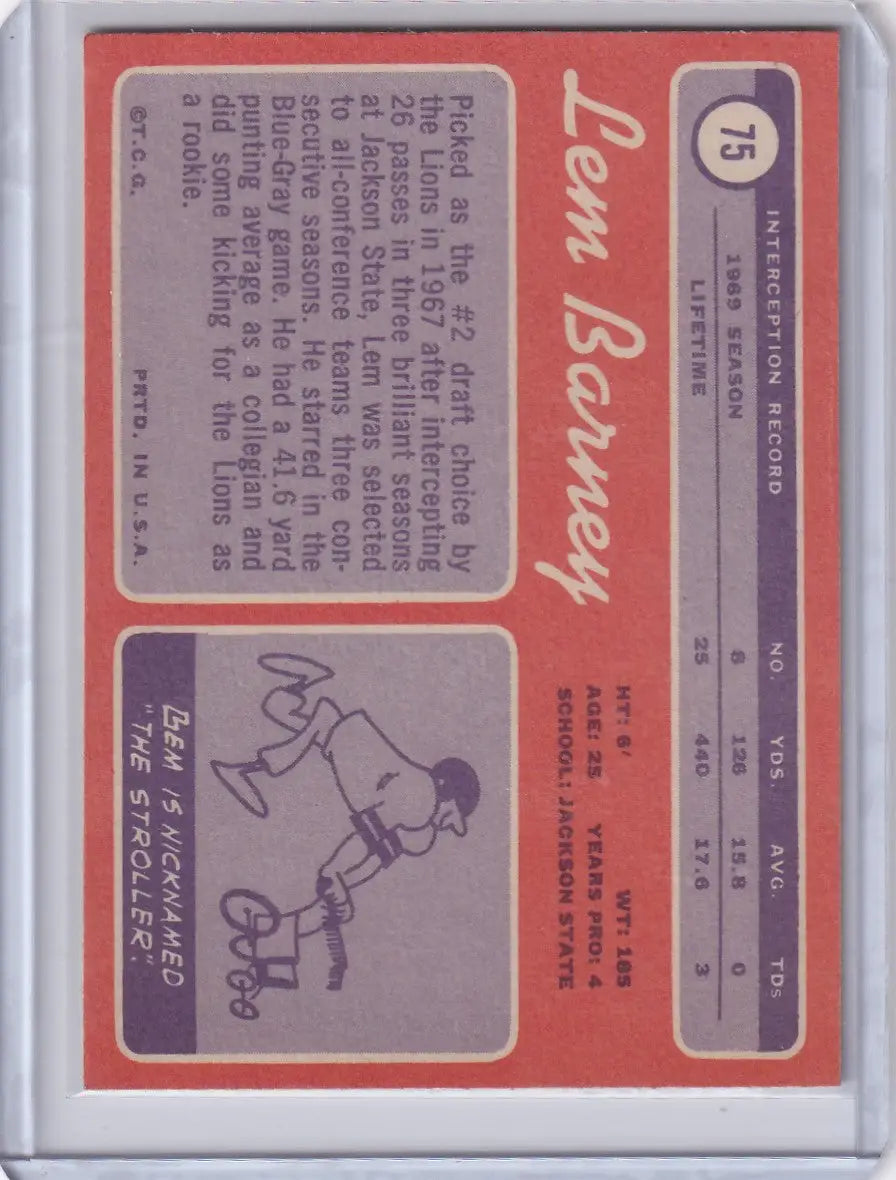 75
INTERCEPTION RECORD NO. YDS. AVG. TDs
1969 SEASON 8 126 15.8 0
LIFETIME 25 440 17.6 3
Lem Barney
HT: 6' WT: 185
AGE: 25 YEARS PRO: 4
SCHOOL: JACKSON STATE
Picked as the #2 draft choice by
the Lions in 1967 after intercepting
26 passes in three brilliant seasons
at Jackson State, Lem was selected
to all-conference teams three con-
secutive seasons. He starred in the
Blue-Gray game. He had a 41.6 yard
punting average as a collegian and
did some kicking for the Lions as
a rookie.
©T.C.G. PRTD. IN U.S.A.
LEM IS NICKNAMED
"THE STROLLER."